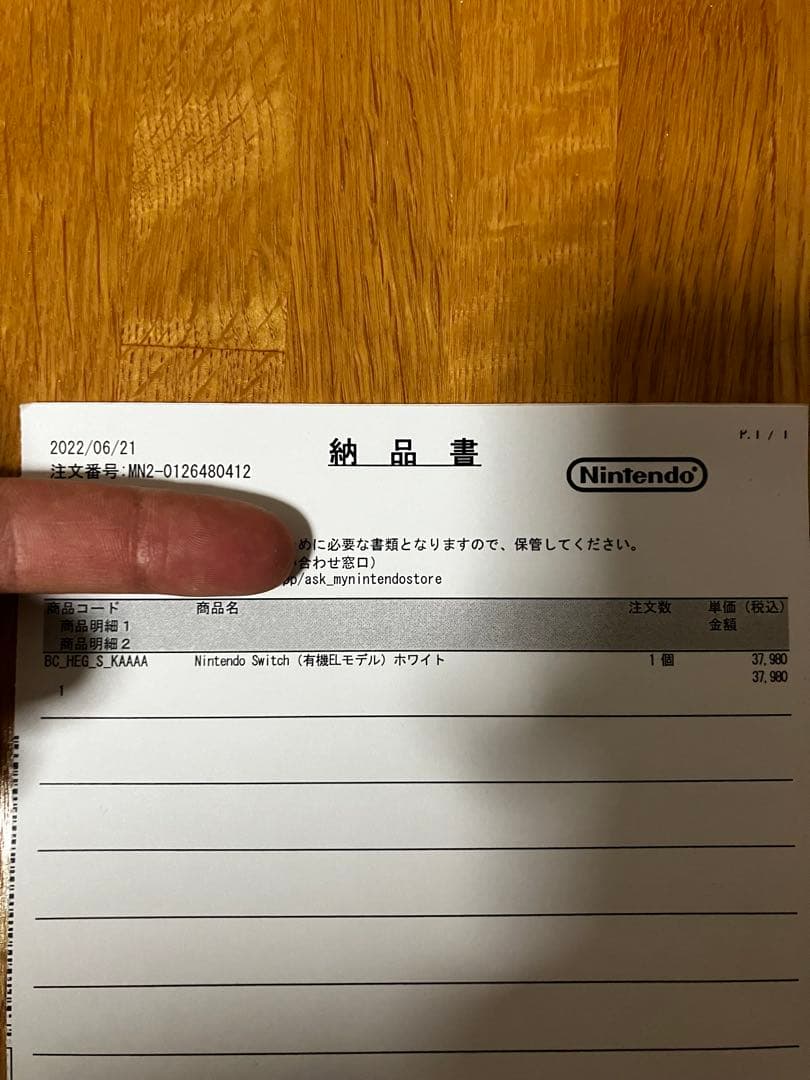 P.1 / 1
2022/06/21
納品書
注文番号:MN2-0126480412
Nintendo
めに必要な書類となりますので、保管してください。
合わせ窓口)
/ask_mynintendostore
商品コード 商品名 注文数 単価(税込)
商品明細1 金額
商品明細2
BC_HEG_S_KAAAA Nintendo Switch(有機ELモデル)ホワイト 1個 37,980
37,980
1